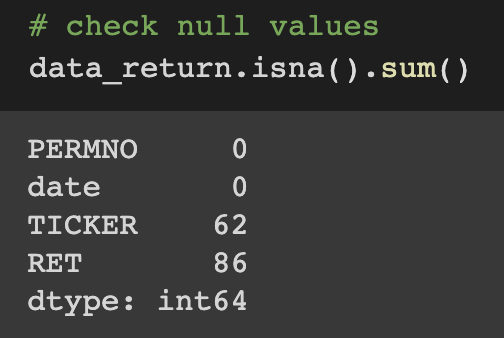 # check null values
data_return.isna().sum()
PERMNO 0
date 0
TICKER 62
RET 86
dtype: int64